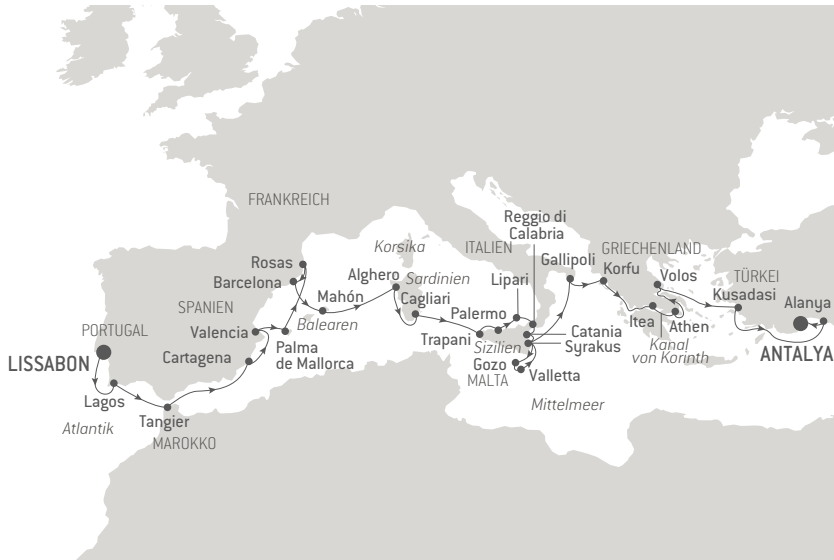 FRANKREICH
Reggio di
Calabria
Korsika
ITALIEN
GRIECHENLAND
Gallipoli
Rosas
Korfu
Volos
TÜRKEI
Barcelona
Alghero
Sardinien
Lipari
Kusadasi
Mahón
Cagliari
Alanya
SPANIEN
Balearen
Palermo
PORTUGAL
Valencia
Itea
Athen
Trapani
Catania
Sizilien
Syrakus
Kanal
von Korinth
ANTALYA
LISSABON
Cartagena
Palma
de Mallorca
Gozo
MALTA
Valletta
Lagos
Mittelmeer
Tangier
Atlantik
MAROKKO